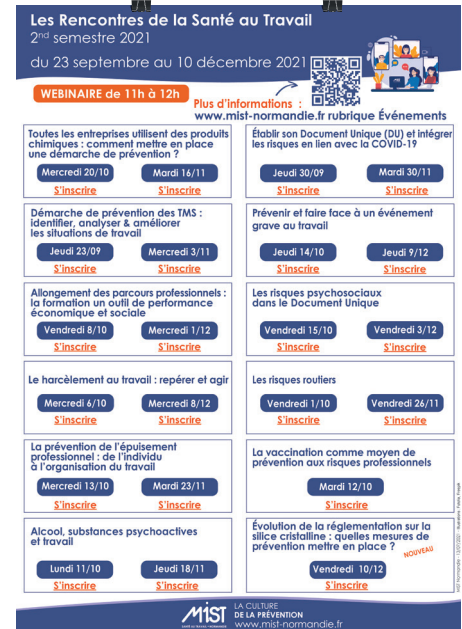 Les Rencontres de la Santé au Travail
2nd semestre 2021
du 23 septembre au 10 décembre 2021
WEBINAIRE de 11h à 12h
Plus d'informations :
www.mist-normandie.fr rubrique Événements
Toutes les entreprises utilisent des produits
chimiques : comment mettre en place
une démarche de prévention ?
Mercredi 20/10
Mardi 16/11
S'inscrire
S'inscrire
Établir son Document Unique (DU) et intégrer
les risques en lien avec la COVID-19
Jeudi 30/09
Mardi 30/11
S'inscrire
S'inscrire
Démarche de prévention des TMS :
identifier, analyser & améliorer
les situations de travail
Jeudi 23/09
Mercredi 3/11
S'inscrire
S'inscrire
Prévenir et faire face à un événement
grave au travail
Jeudi 14/10
Jeudi 9/12
S'inscrire
S'inscrire
Allongement des parcours professionnels :
la formation un outil de performance
économique et sociale
Vendredi 8/10
Mercredi 1/12
S'inscrire
S'inscrire
Les risques psychosociaux
dans le Document Unique
Vendredi 15/10
Vendredi 3/12
S'inscrire
S'inscrire
Le harcèlement au travail : repérer et agir
Mercredi 6/10
Mercredi 8/12
S'inscrire
S'inscrire
Les risques routiers
Vendredi 1/10
Vendredi 26/11
S'inscrire
S'inscrire
La prévention de l'épuisement
professionnel : de l'individu
à l'organisation du travail
Mercredi 13/10
Mardi 23/11
S'inscrire
S'inscrire
La vaccination comme moyen de
prévention aux risques professionnels
Mardi 12/10
S'inscrire
Alcool, substances psychoactives
et travail
Lundi 11/10
Jeudi 18/11
S'inscrire
S'inscrire
Évolution de la réglementation sur la
silice cristalline : quelles mesures de
prévention mettre en place ?
NOUVEAU
Vendredi 10/12
S'inscrire
MiST
LA CULTURE
DE LA PRÉVENTION
www.mist-normandie.fr